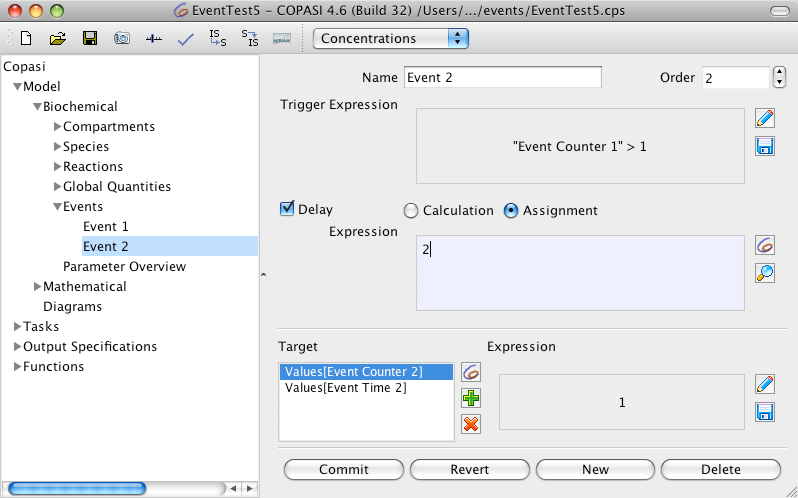 EventTest5 - COPASI 4.6 (Build 32) /Users/.../events/EventTest5.cps
IS→S S→IS Concentrations
Copasi
Model
Biochemical
Compartments
Species
Reactions
Global Quantities
Events
Event 1
Event 2
Parameter Overview
Mathematical
Diagrams
Tasks
Output Specifications
Functions
Name Event 2 Order 2
Trigger Expression
"Event Counter 1" > 1
Delay Calculation Assignment
Expression
2
Target Expression
Values[Event Counter 2]
Values[Event Time 2]
1
Commit Revert New Delete